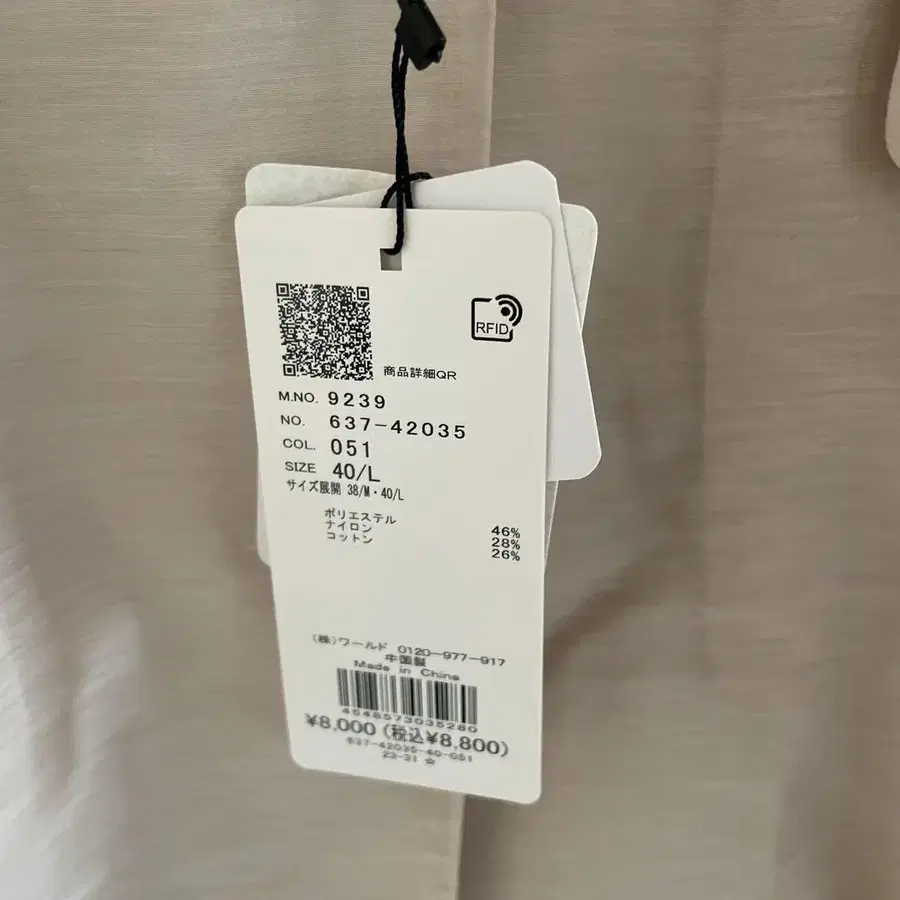 RFID
商品詳細QR
M.NO. 9239
NO. 637-42035
COL. 051
SIZE 40/L
サイズ展開 38/M・40/L
ポリエステル 46%
ナイロン 28%
コットン 26%
(株)ワールド 0120-977-917
中国製
Made in China
4548573035280
¥8,000 (税込¥8,800)
637-42035-40-051
23-31 ☆